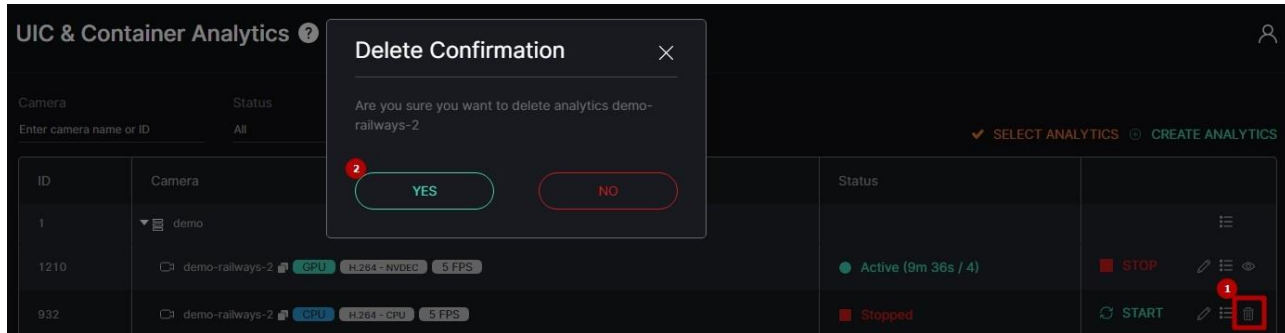 UIC & Container Analytics ?
Delete Confirmation
Are you sure you want to delete analytics demo-
railways-2
2
YES
NO
Camera
Status
Enter camera name or ID
All
SELECT ANALYTICS
CREATE ANALYTICS
ID
Camera
Status
1
demo
1210
demo-railways-2
GPU
H.264 - NVDEC
5 FPS
Active (9m 36s / 4)
STOP
1
932
demo-railways-2
CPU
H.264 - CPU
5 FPS
Stopped
START